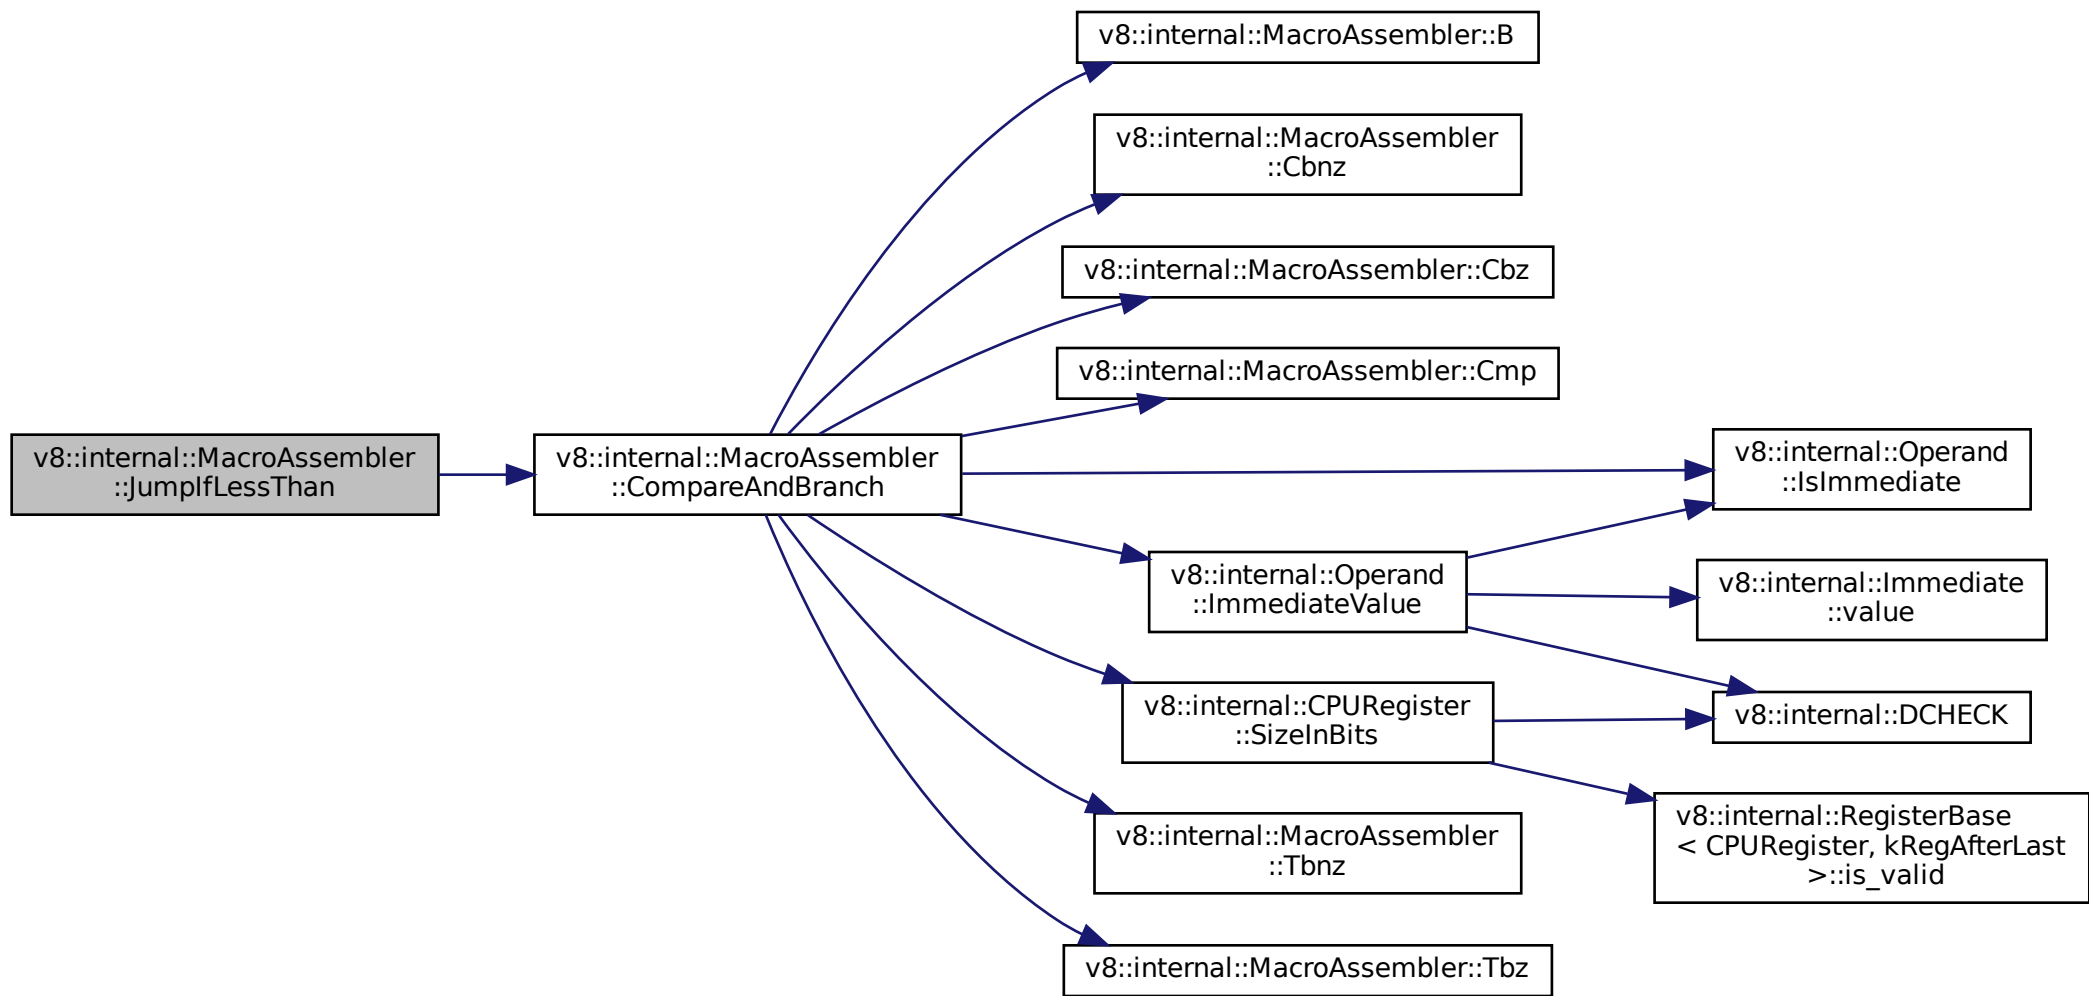 v8::internal::MacroAssembler
::JumpIfLessThan
v8::internal::MacroAssembler
::CompareAndBranch
v8::internal::MacroAssembler::B
v8::internal::MacroAssembler
::Cbnz
v8::internal::MacroAssembler::Cbz
v8::internal::MacroAssembler::Cmp
v8::internal::Operand
::IsImmediate
v8::internal::Operand
::ImmediateValue
v8::internal::Immediate
::value
v8::internal::CPURegister
::SizeInBits
v8::internal::DCHECK
v8::internal::RegisterBase
< CPURegister, kRegAfterLast
>::is_valid
v8::internal::MacroAssembler
::Tbnz
v8::internal::MacroAssembler::Tbz